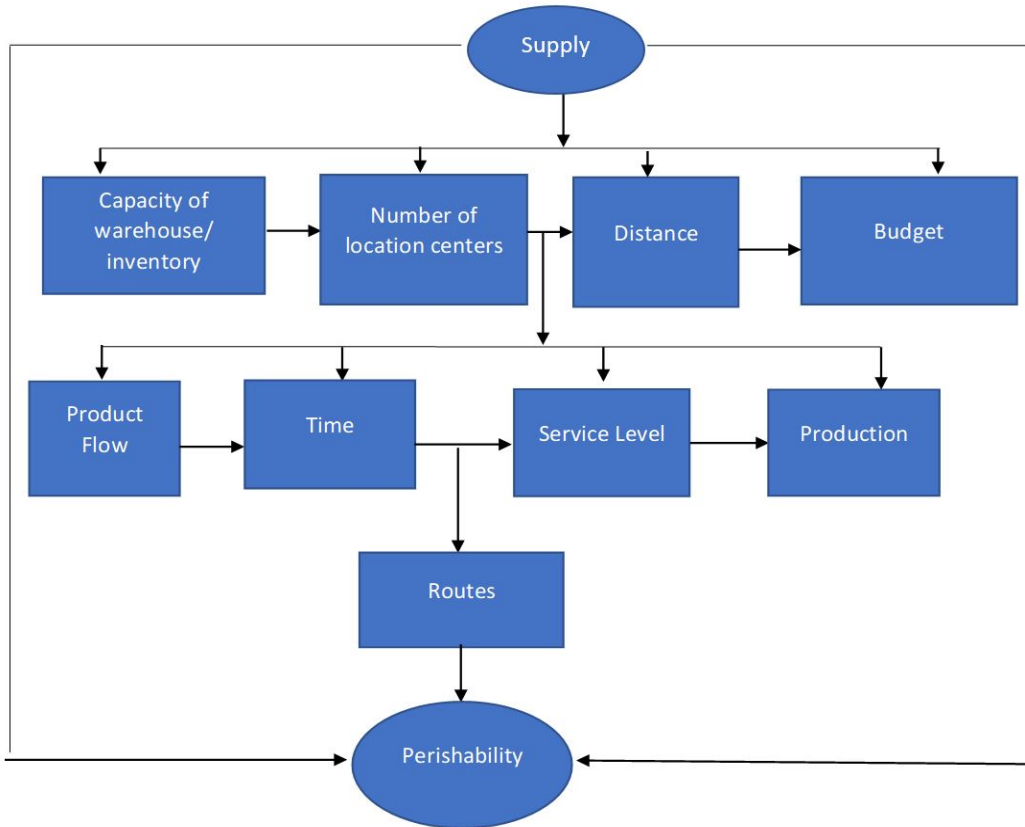 Supply
Capacity of
warehouse/
inventory
Number of
location centers
Distance
Budget
Product
Flow
Time
Service Level
Production
Routes
Perishability